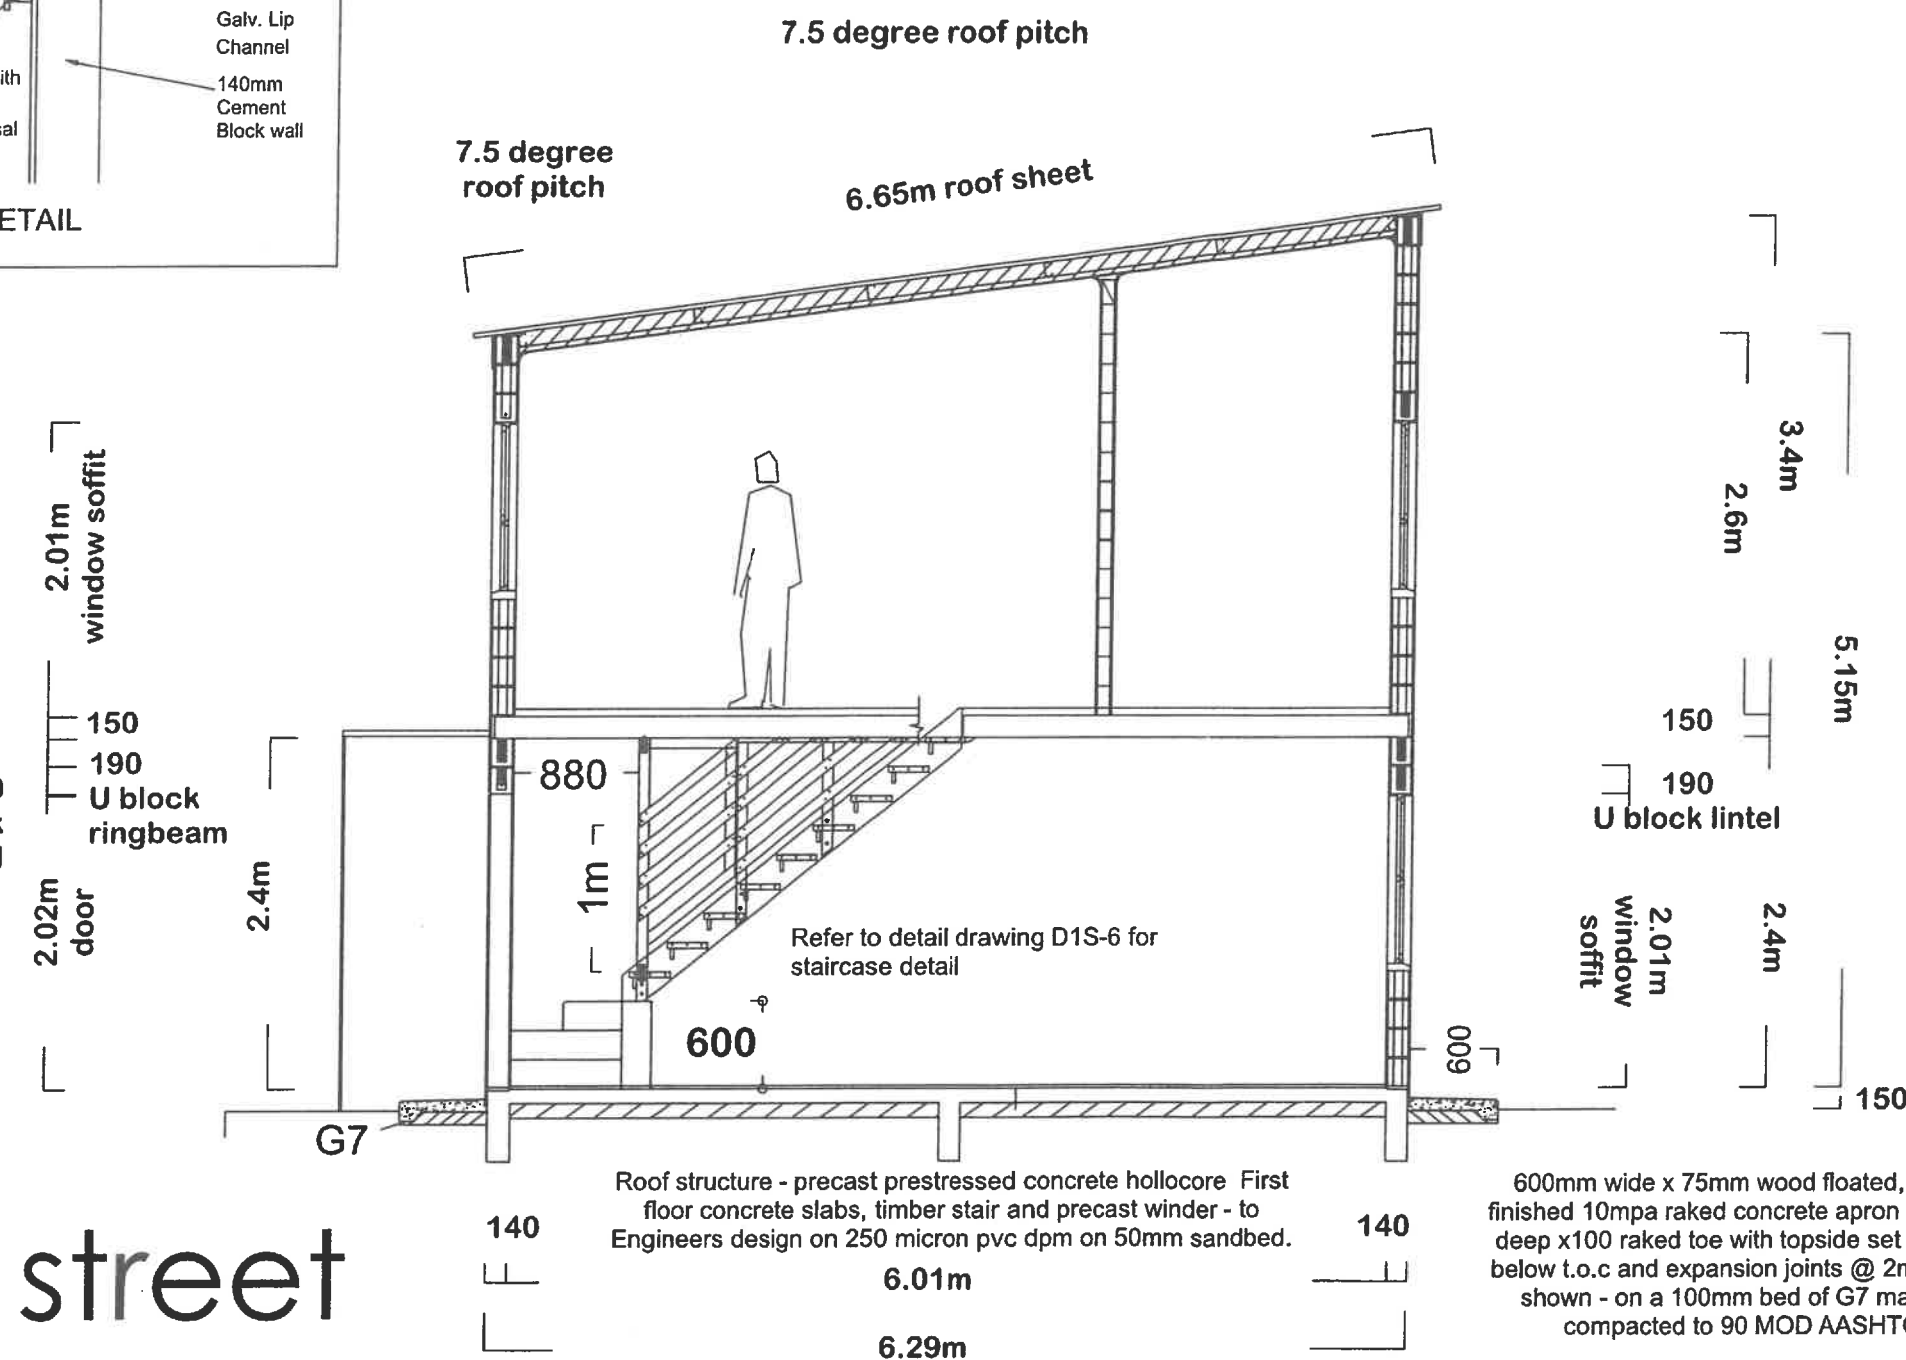 Galv. Lip
Channel
140mm
Cement
Block wall
ith
sal
ETAIL
7.5 degree roof pitch
7.5 degree
roof pitch
6.65m roof sheet
2.01m
window soffit
150
190
U block
ringbeam
2.02m
door
2.4m
880
1m
Refer to detail drawing D1S-6 for
staircase detail
600
G7
3.4m
2.6m
5.15m
150
190
U block lintel
2.01m
window
soffit
2.4m
600
150
Roof structure - precast prestressed concrete hollocore First
floor concrete slabs, timber stair and precast winder - to
Engineers design on 250 micron pvc dpm on 50mm sandbed.
140
140
6.01m
6.29m
600mm wide x 75mm wood floated,
finished 10mpa raked concrete apron
deep x100 raked toe with topside set
below t.o.c and expansion joints @ 2m
shown - on a 100mm bed of G7 ma
compacted to 90 MOD AASHTO
street